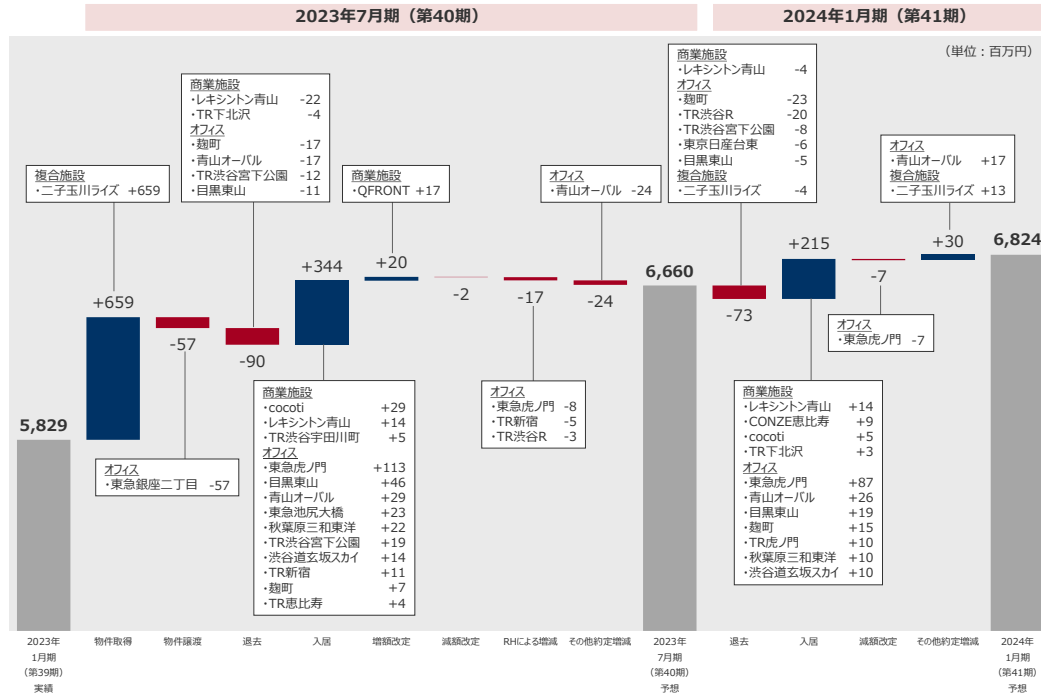 2023年7月期（第40期）
2024年1月期（第41期）
（単位：百万円）
複合施設
・二子玉川ライズ +659
商業施設
・レキシントン青山 -22
・TR下北沢 -4
オフィス
・麹町 -17
・青山オーバル -17
・TR渋谷宮下公園 -12
・目黒東山 -11
商業施設
・QFRONT +17
オフィス
・青山オーバル -24
商業施設
・レキシントン青山 -4
オフィス
・麹町 -23
・TR渋谷R -20
・TR渋谷宮下公園 -8
・東京日産台東 -6
・目黒東山 -5
複合施設
・二子玉川ライズ -4
オフィス
・青山オーバル +17
複合施設
・二子玉川ライズ +13
5,829
+659
-57
-90
+344
+20
-2
-17
-24
6,660
-73
+215
-7
+30
6,824
オフィス
・東急銀座二丁目 -57
商業施設
・cocoti +29
・レキシントン青山 +14
・TR渋谷宇田川町 +5
オフィス
・東急虎ノ門 +113
・目黒東山 +46
・青山オーバル +29
・東急池尻大橋 +23
・秋葉原三和東洋 +22
・TR渋谷宮下公園 +19
・渋谷道玄坂スカイ +14
・TR新宿 +11
・麹町 +7
・TR恵比寿 +4
オフィス
・東急虎ノ門 -8
・TR新宿 -5
・TR渋谷R -3
商業施設
・レキシントン青山 +14
・CONZE恵比寿 +9
・cocoti +5
・TR下北沢 +3
オフィス
・東急虎ノ門 +87
・青山オーバル +26
・目黒東山 +19
・麹町 +15
・TR虎ノ門 +10
・秋葉原三和東洋 +10
・渋谷道玄坂スカイ +10
オフィス
・東急虎ノ門 -7
2023年
1月期
(第39期)
実績
物件取得
物件譲渡
退去
入居
増額改定
減額改定
RHによる増減
その他約定増減
2023年
7月期
(第40期)
予想
退去
入居
減額改定
その他約定増減
2024年
1月期
(第41期)
予想